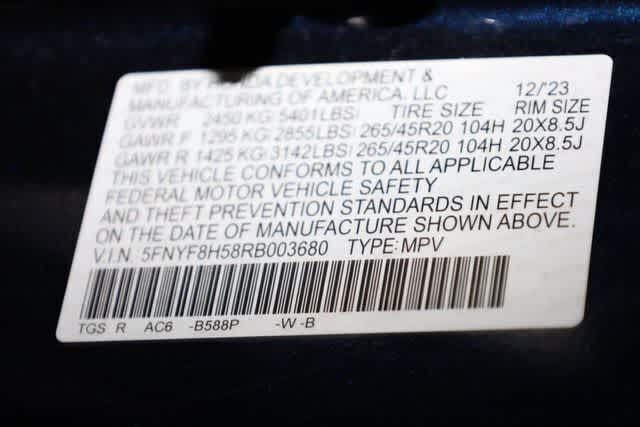 MFD. BY HONDA DEVELOPMENT &
MANUFACTURING OF AMERICA, LLC 12/'23
GVWR 2450 KG( 5401LBS) TIRE SIZE RIM SIZE
GAWR F 1295 KG( 2855LBS) 265/45R20 104H 20X8.5J
GAWR R 1425 KG( 3142LBS) 265/45R20 104H 20X8.5J
THIS VEHICLE CONFORMS TO ALL APPLICABLE
FEDERAL MOTOR VEHICLE SAFETY
AND THEFT PREVENTION STANDARDS IN EFFECT
ON THE DATE OF MANUFACTURE SHOWN ABOVE.
V.I.N. 5FNYF8H58RB003680 TYPE: MPV
TGS R AC6 -B588P -W -B